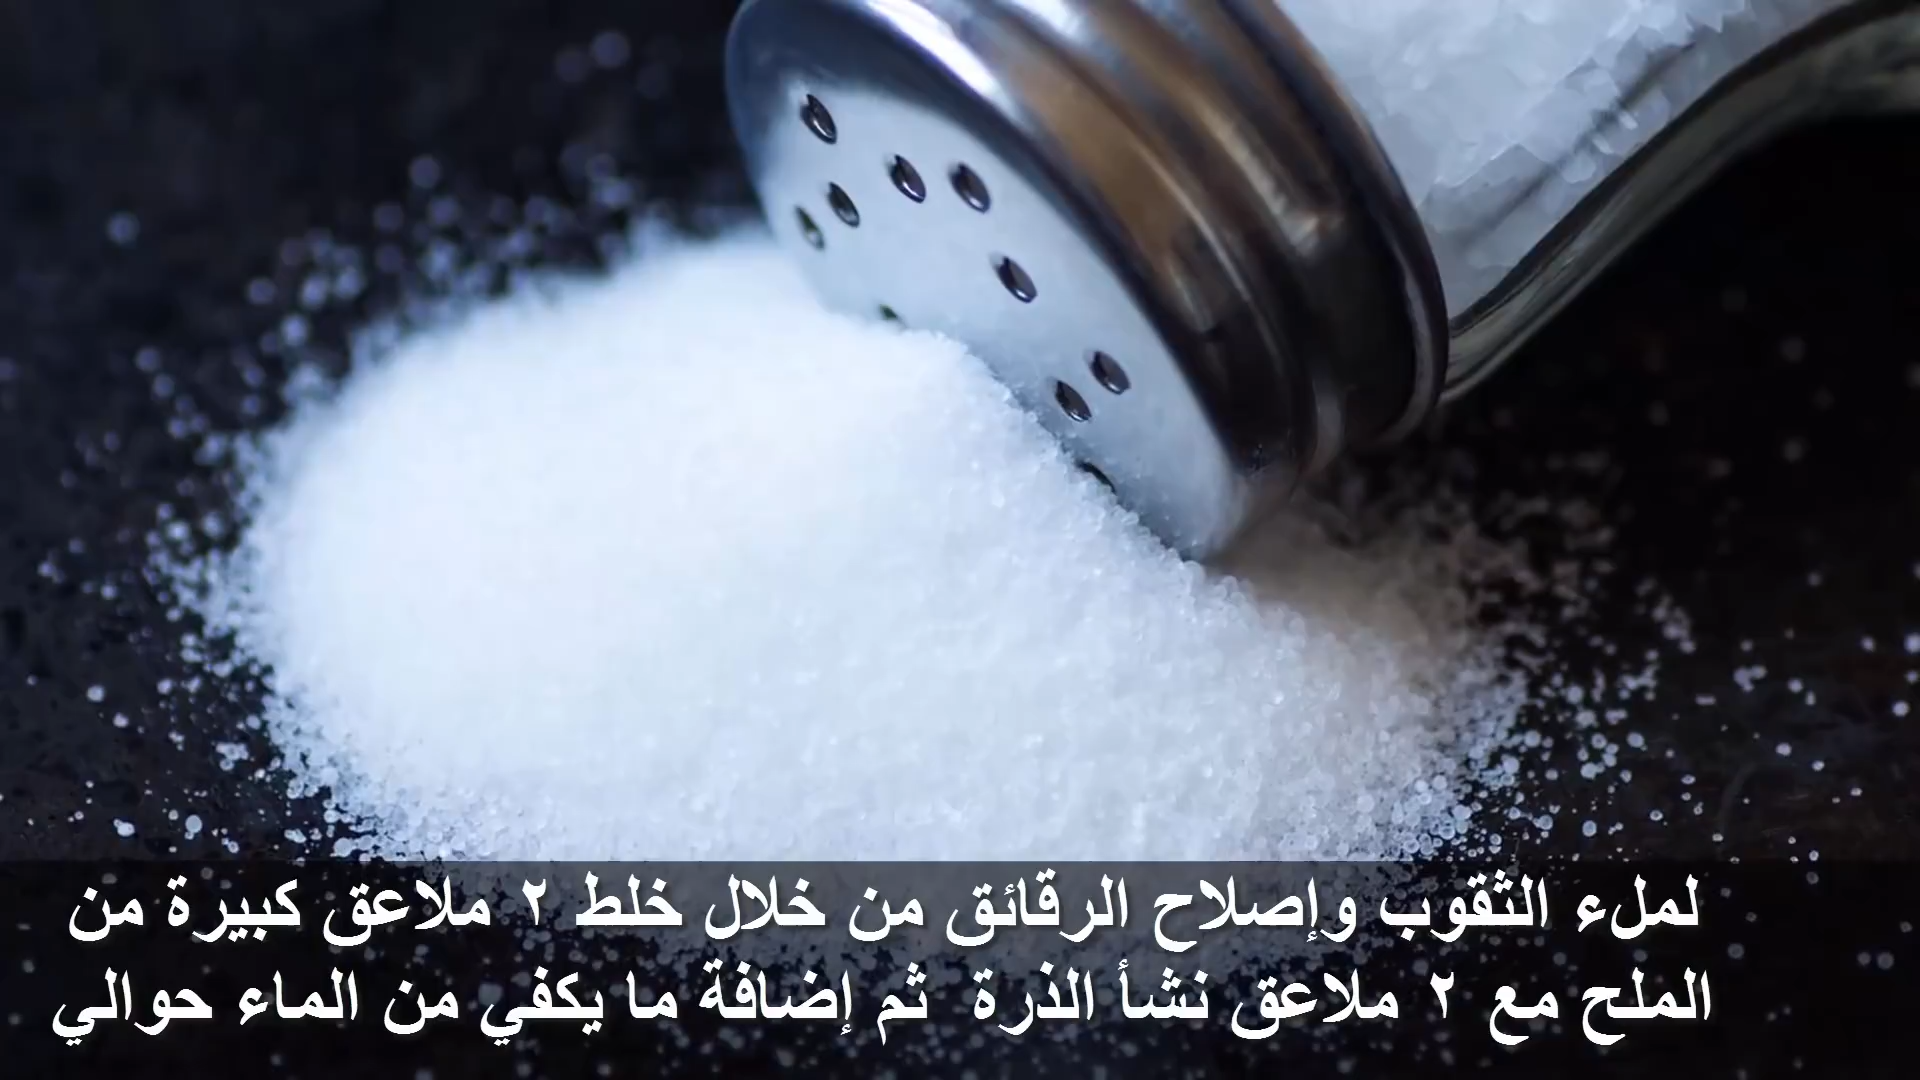 لملء الثقوب وإصلاح الرقائق من خلال خلط ٢ ملاعق كبيرة من
الملح مع ٢ ملاعق نشأ الذرة ثم إضافة ما يكفي من الماء حوالي